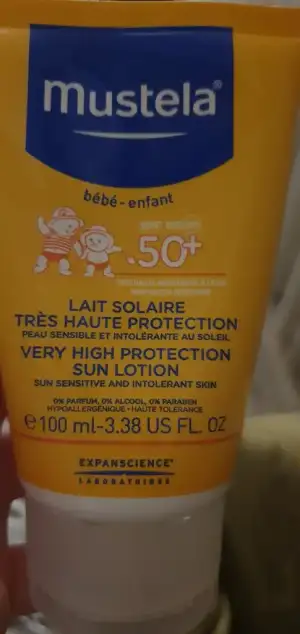 mustela®
bébé-enfant
50+
LAIT SOLAIRE
TRÈS HAUTE PROTECTION
PEAU SENSIBLE ET INTOLÉRANTE AU SOLEIL
VERY HIGH PROTECTION
SUN LOTION
SUN SENSITIVE AND INTOLERANT SKIN
0% PARFUM, 0% ALCOOL, 0% PARABEN
HYPOALLERGÉNIQUE • HAUTE TOLERANCE
℮ 100 ml-3.38 US FL. OZ
EXPANSCIENCE®
LABORATOIRES